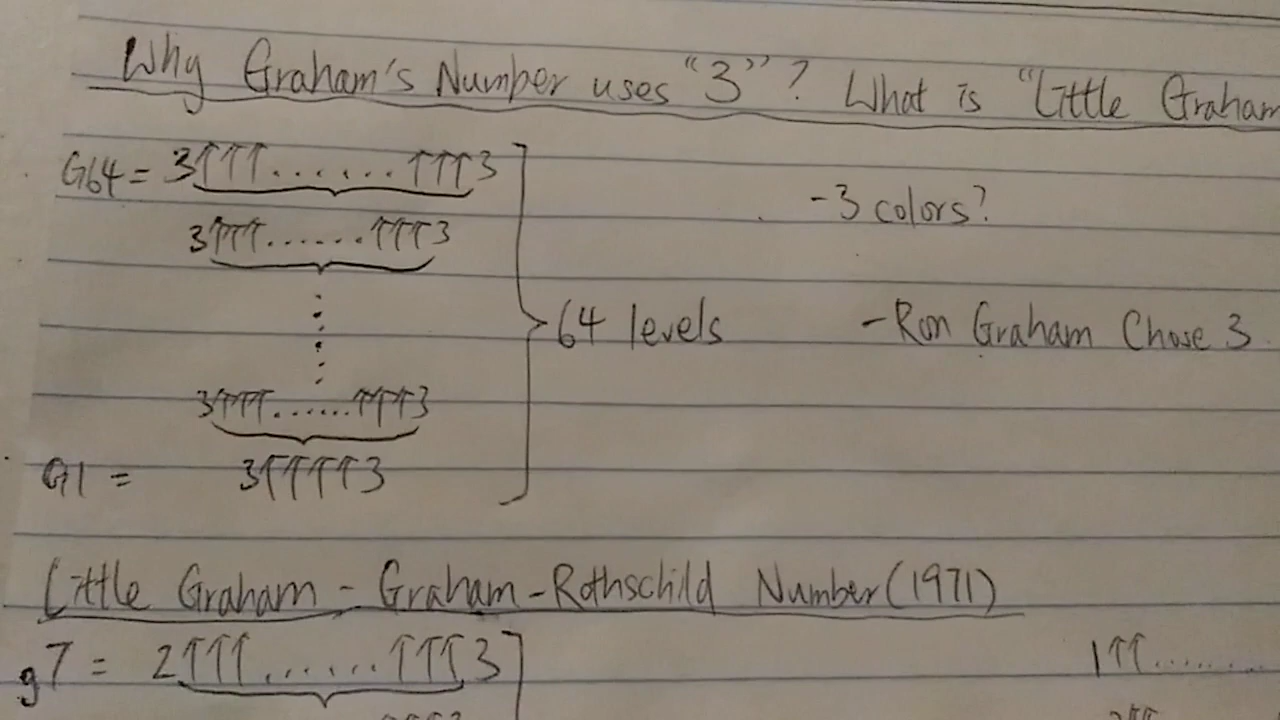 Why Graham's Number uses "3"? What is "Little Graham
G64 = 3↑↑↑......↑↑↑3
3↑↑↑......↑↑↑3
64 levels
3↑↑↑......↑↑↑3
G1 = 3↑↑↑↑3
-3 colors?
-Ron Graham Chose 3
Little Graham - Graham-Rothschild Number (1971)
g7 = 2↑↑↑......↑↑↑3
1↑↑.......